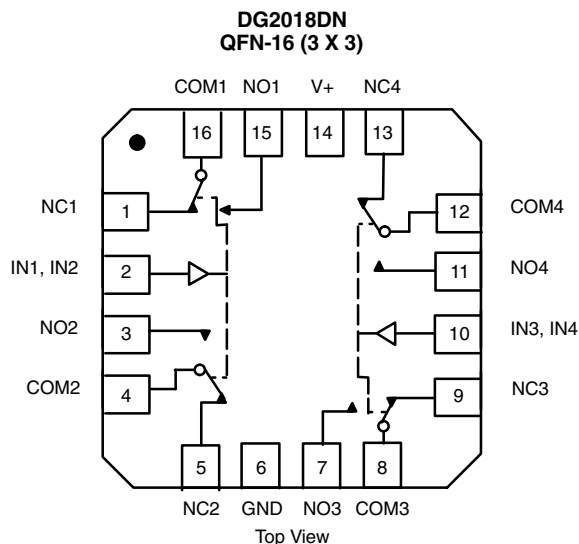 DG2018DN
QFN-16 (3 X 3)
COM1 NO1 V+ NC4
16 15 14 13
NC1 1 12 COM4
IN1, IN2 2 11 NO4
NO2 3 10 IN3, IN4
COM2 4 9 NC3
5 6 7 8
NC2 GND NO3 COM3
Top View